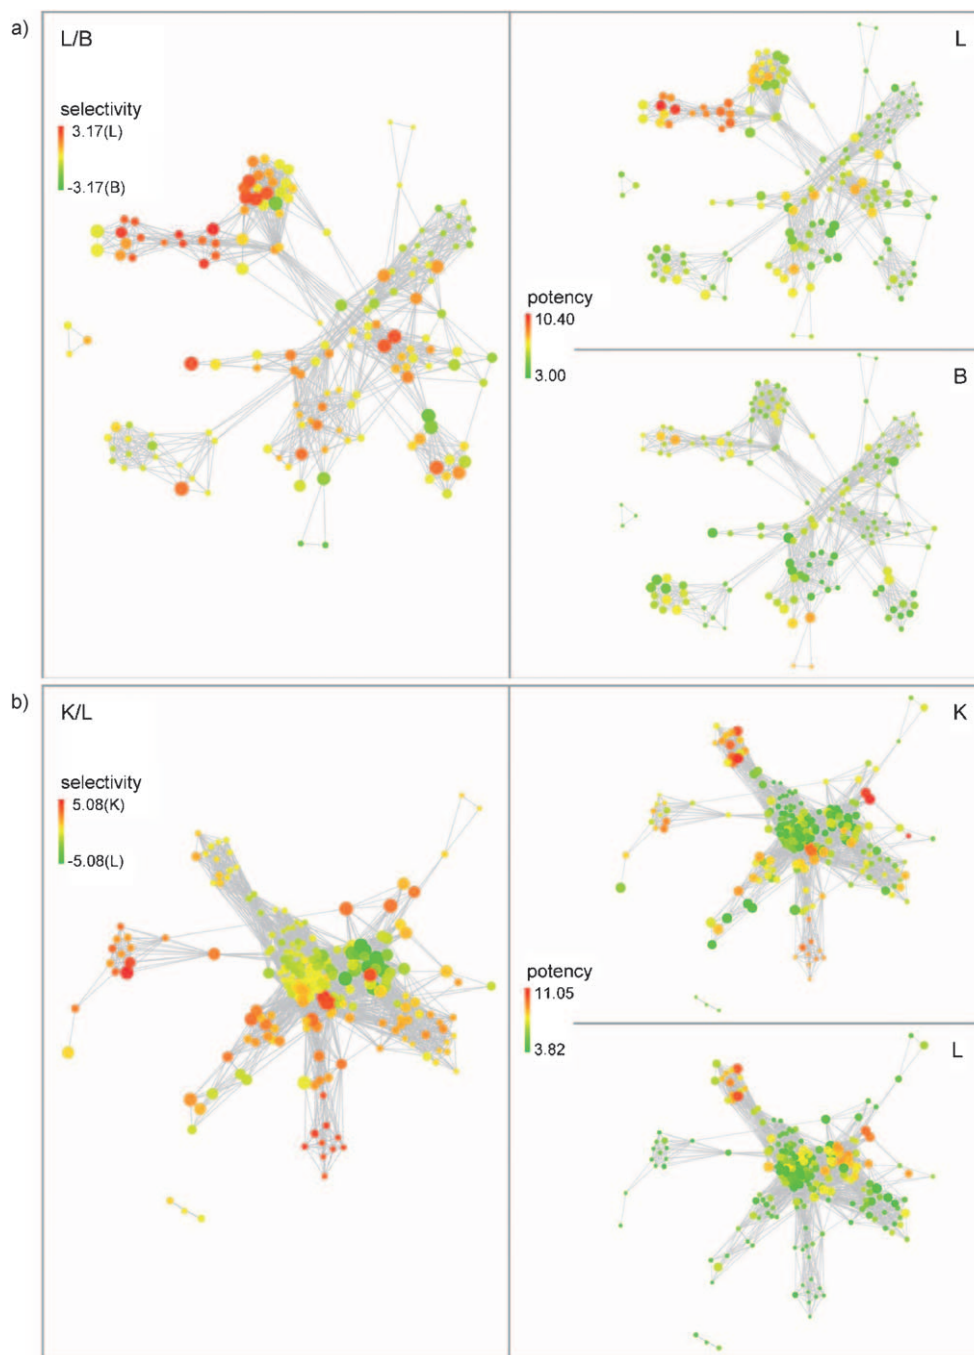 a)
L/B
selectivity
3.17(L)
-3.17(B)
L
potency
10.40
3.00
B
b)
K/L
selectivity
5.08(K)
-5.08(L)
K
potency
11.05
3.82
L